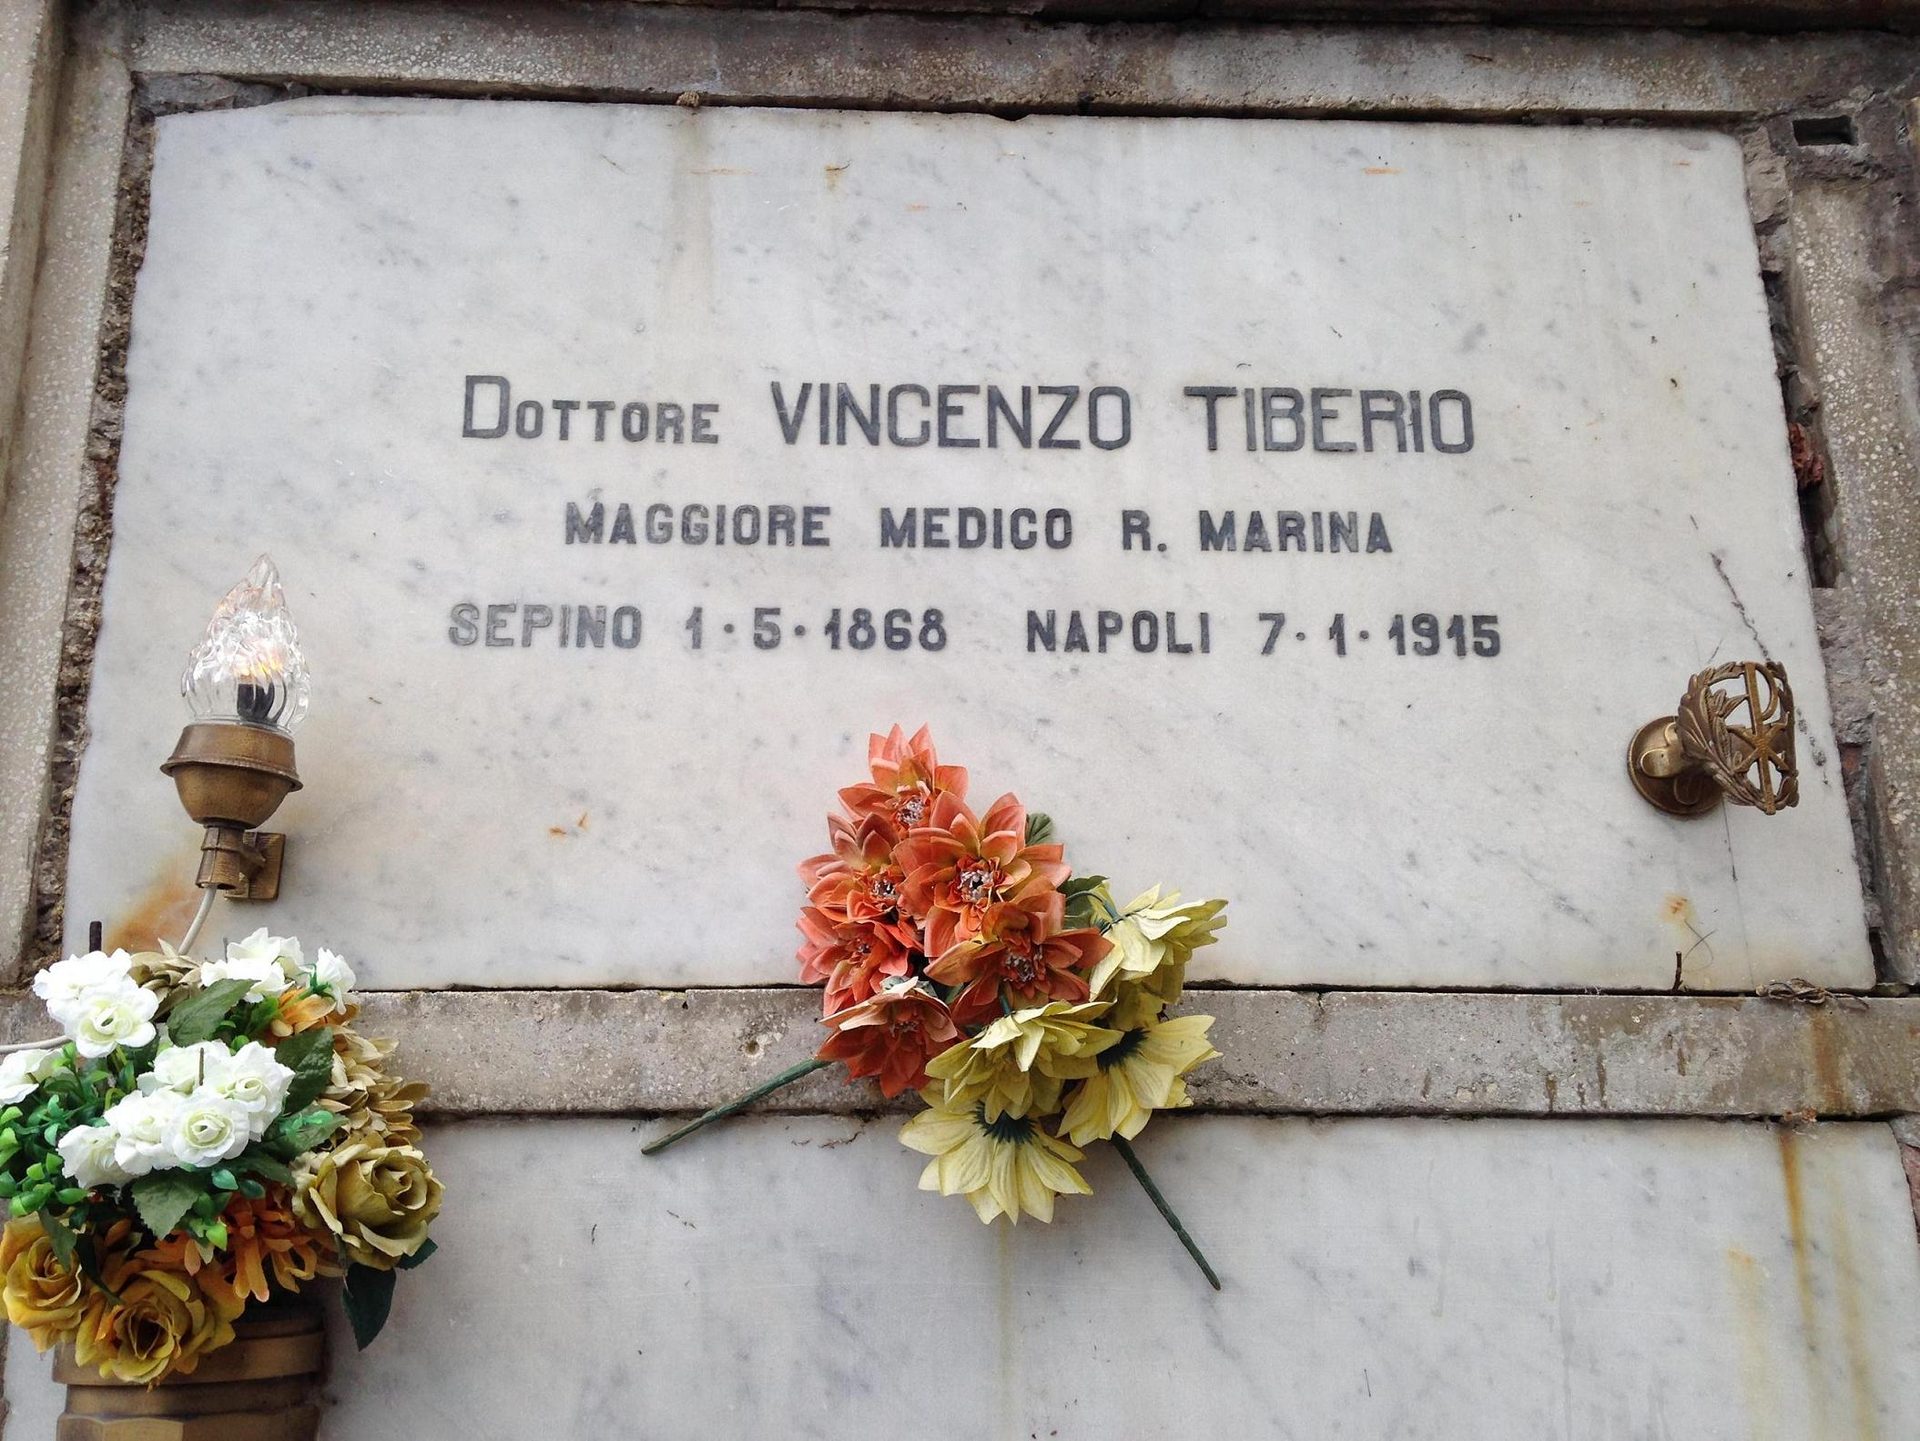 Dottore VINCENZO TIBERIO
MAGGIORE MEDICO R. MARINA
SEPINO 1·5·1868 NAPOLI 7·1·1915